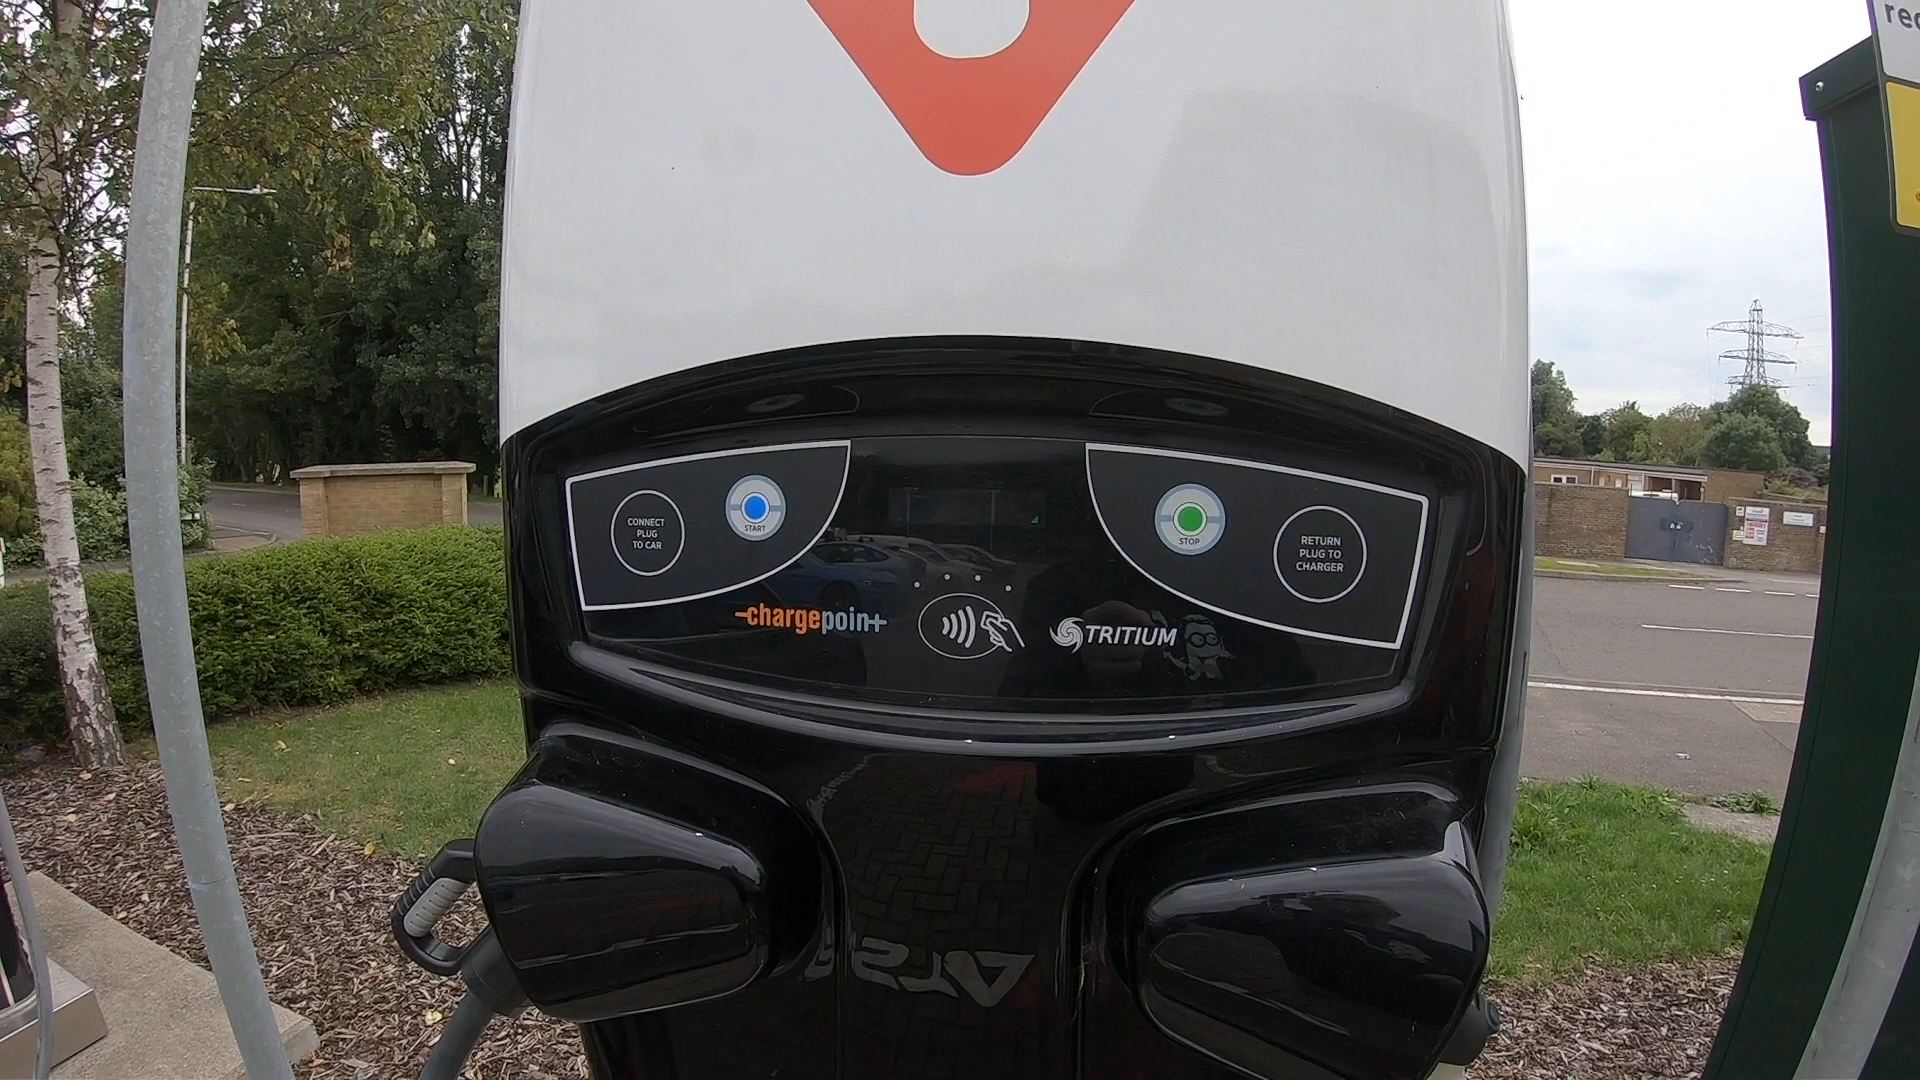 CONNECT
PLUG
TO CAR
START
STOP
RETURN
PLUG TO
CHARGER
chargepoin+
TRITIUM